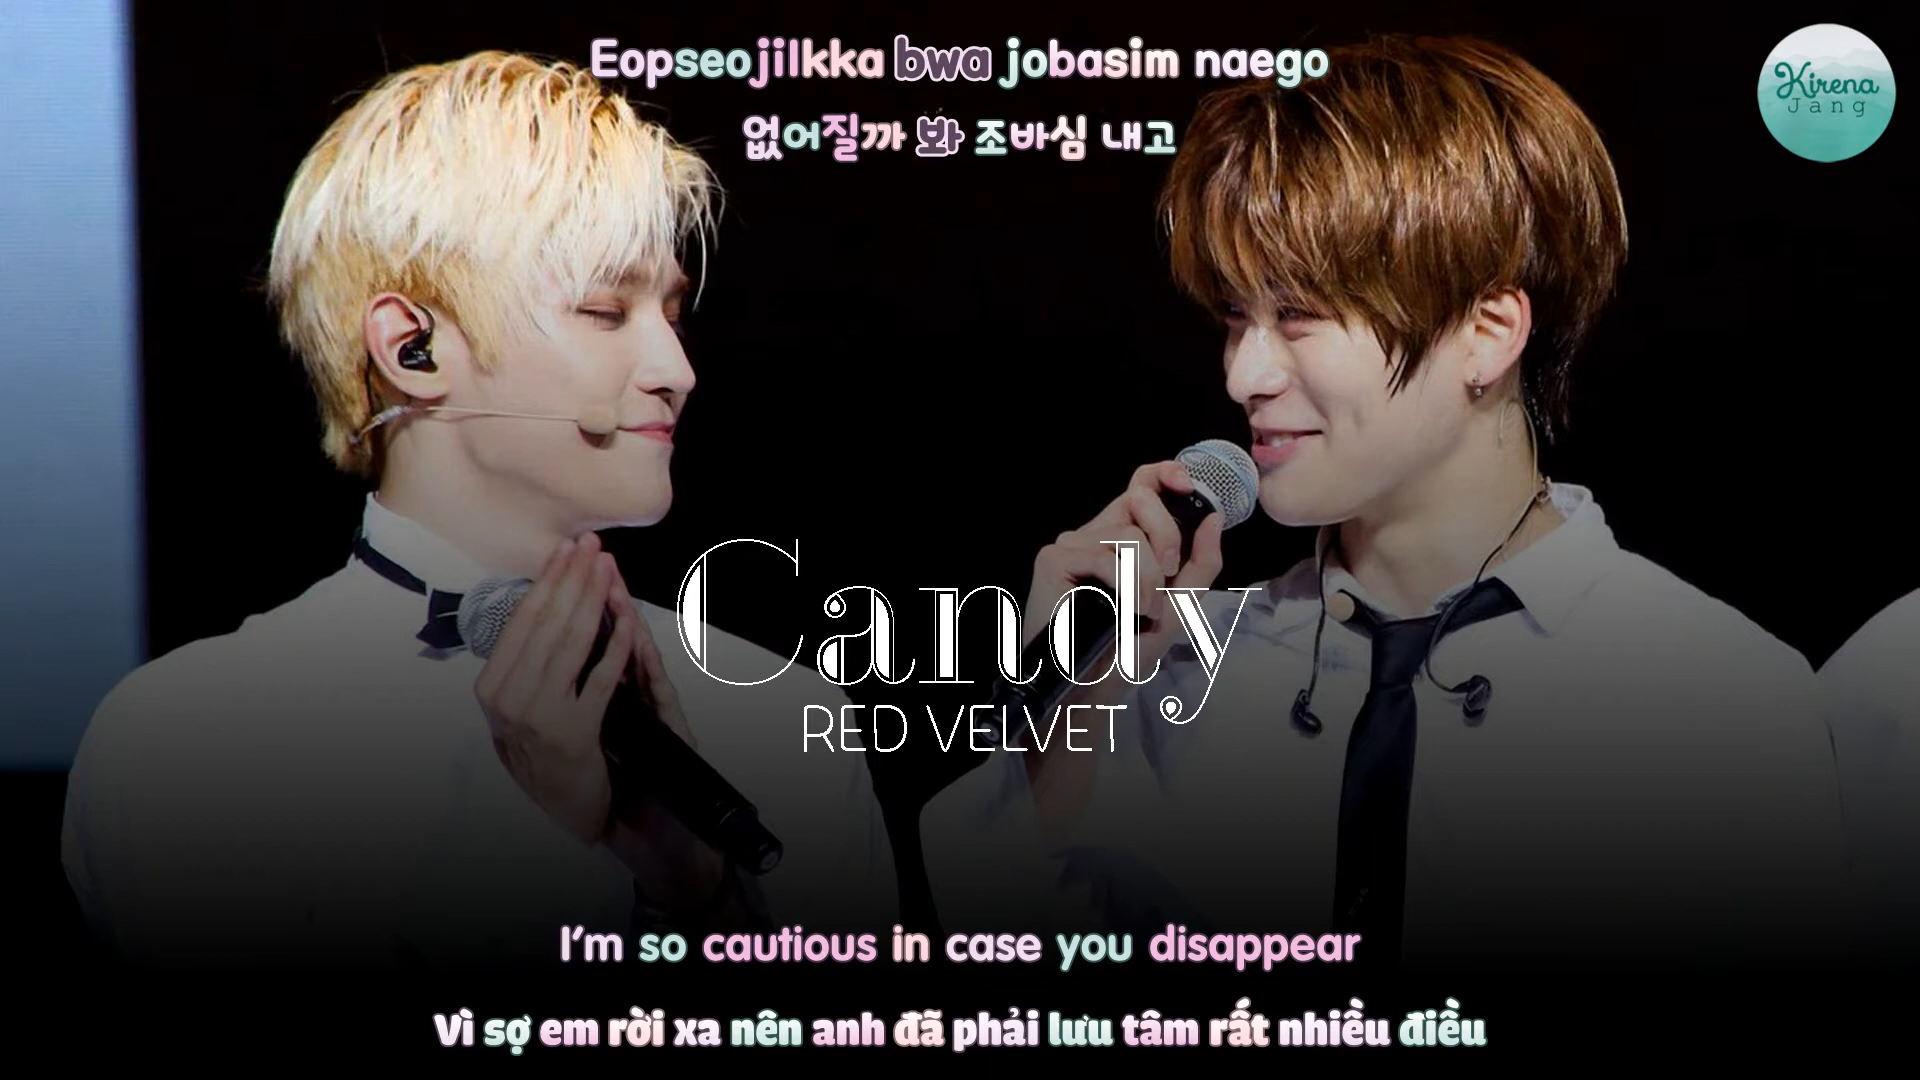 Eopseojilkka bwa jobasim naego
없어질까 봐 조바심 내고
Kirena
Jang
Candy
RED VELVET
I'm so cautious in case you disappear
Vì sợ em rời xa nên anh đã phải lưu tâm rất nhiều điều